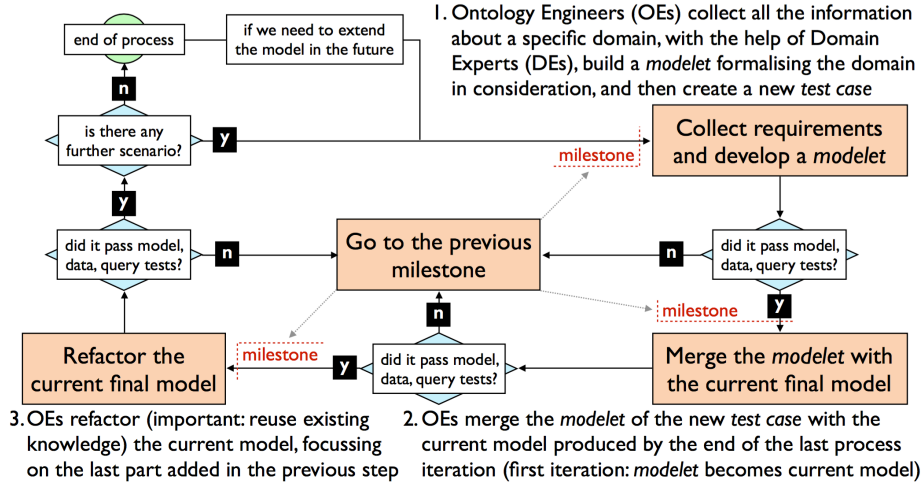 end of process
if we need to extend
the model in the future
1. Ontology Engineers (OEs) collect all the information
about a specific domain, with the help of Domain
Experts (DEs), build a modelet formalising the domain
in consideration, and then create a new test case
n
is there any
further scenario?
y
milestone
Collect requirements
and develop a modelet
y
did it pass model,
data, query tests?
n
Go to the previous
milestone
n
did it pass model,
data, query tests?
y
milestone
n
Refactor the
current final model
milestone
y
did it pass model,
data, query tests?
Merge the modelet with
the current final model
3. OEs refactor (important: reuse existing
knowledge) the current model, focussing
on the last part added in the previous step
2. OEs merge the modelet of the new test case with the
current model produced by the end of the last process
iteration (first iteration: modelet becomes current model)